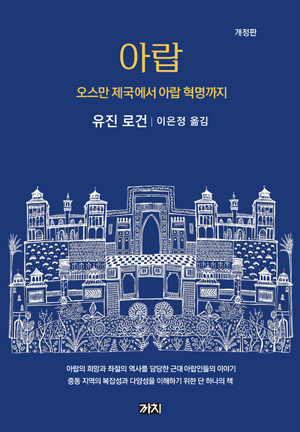 개정판
아랍
오스만 제국에서 아랍 혁명까지
유진 로건 | 이은정 옮김
아랍의 희망과 좌절의 역사를 담당한 근대 아랍인들의 이야기
중동 지역의 복잡성과 다양성을 이해하기 위한 단 하나의 책
까치